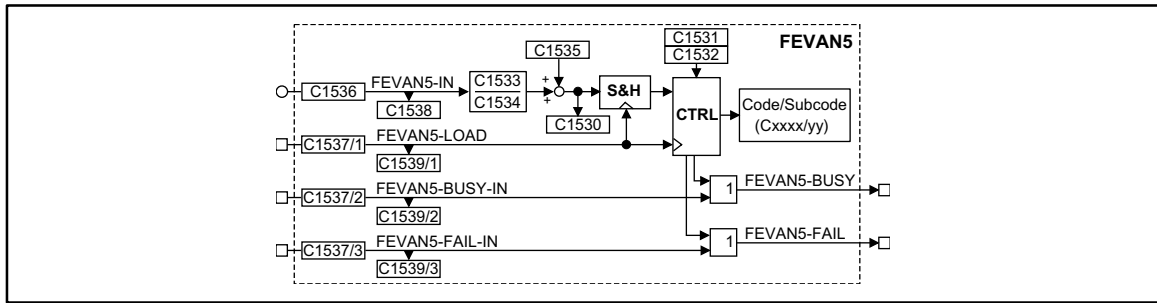 FEVAN5
C1531
C1532
C1535
C1536
FEVAN5-IN
C1538
C1533
C1534
+
+
C1530
S&H
CTRL
Code/Subcode
(Cxxxx/yy)
C1537/1
FEVAN5-LOAD
C1539/1
C1537/2
FEVAN5-BUSY-IN
C1539/2
1
FEVAN5-BUSY
C1537/3
FEVAN5-FAIL-IN
C1539/3
1
FEVAN5-FAIL